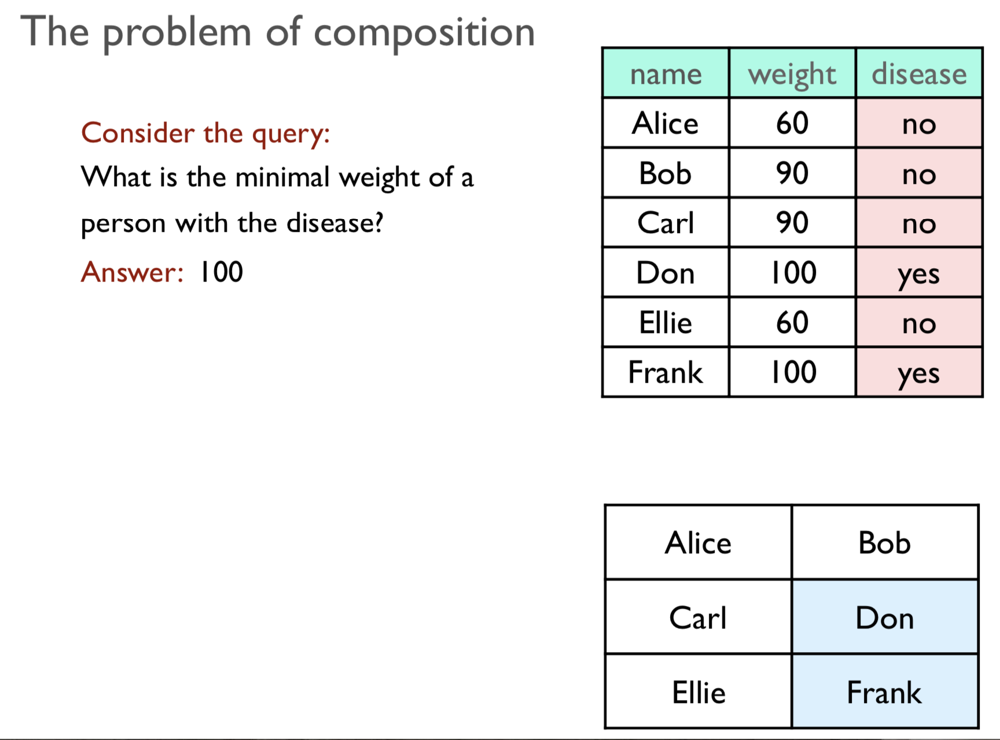 The problem of composition
Consider the query:
What is the minimal weight of a
person with the disease?
Answer: 100
name weight disease
Alice 60 no
Bob 90 no
Carl 90 no
Don 100 yes
Ellie 60 no
Frank 100 yes
Alice Bob
Carl Don
Ellie Frank